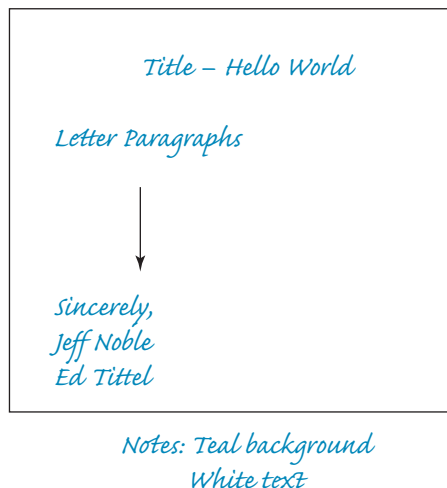 Title – Hello World
Letter Paragraphs
Sincerely,
Jeff Noble
Ed Tittel
Notes: Teal background
White text